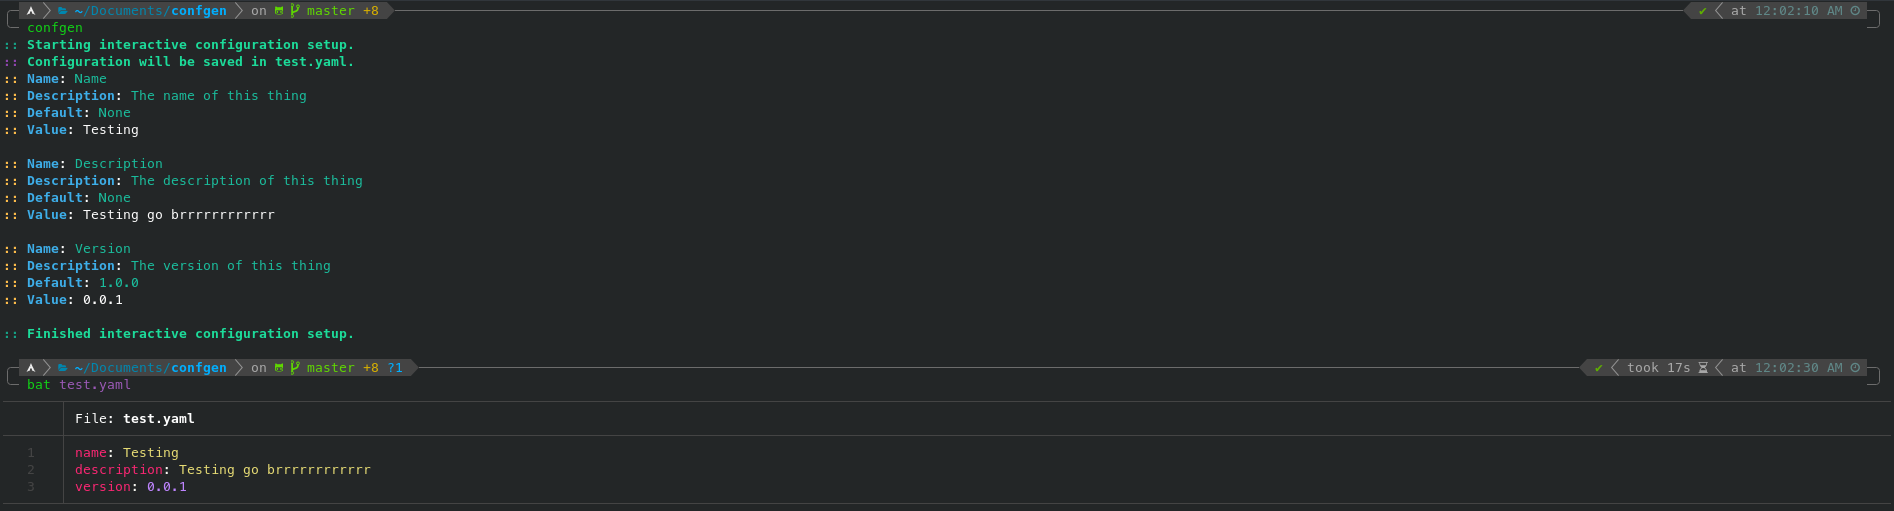 ~/Documents/confgen on master +8 ✔ at 12:02:10 AM
confgen
:: Starting interactive configuration setup.
:: Configuration will be saved in test.yaml.
:: Name: Name
:: Description: The name of this thing
:: Default: None
:: Value: Testing
:: Name: Description
:: Description: The description of this thing
:: Default: None
:: Value: Testing go brrrrrrrrrrrr
:: Name: Version
:: Description: The version of this thing
:: Default: 1.0.0
:: Value: 0.0.1
:: Finished interactive configuration setup.
~/Documents/confgen on master +8 ?1 ✔ took 17s at 12:02:30 AM
bat test.yaml
File: test.yaml
1 name: Testing
2 description: Testing go brrrrrrrrrrrr
3 version: 0.0.1